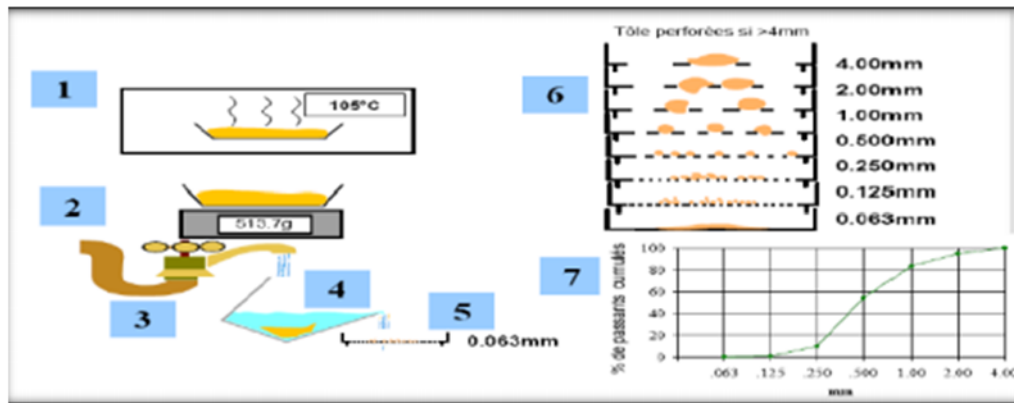 1
105°C
2
513.7g
3
4
5
0.063mm
Tôle perforées si >4mm
6
4.00mm
2.00mm
1.00mm
0.500mm
0.250mm
0.125mm
0.063mm
7
% de passants cumulés
100
80
60
40
20
0
.063 .125 .250 .500 1.00 2.00 4.00
mm